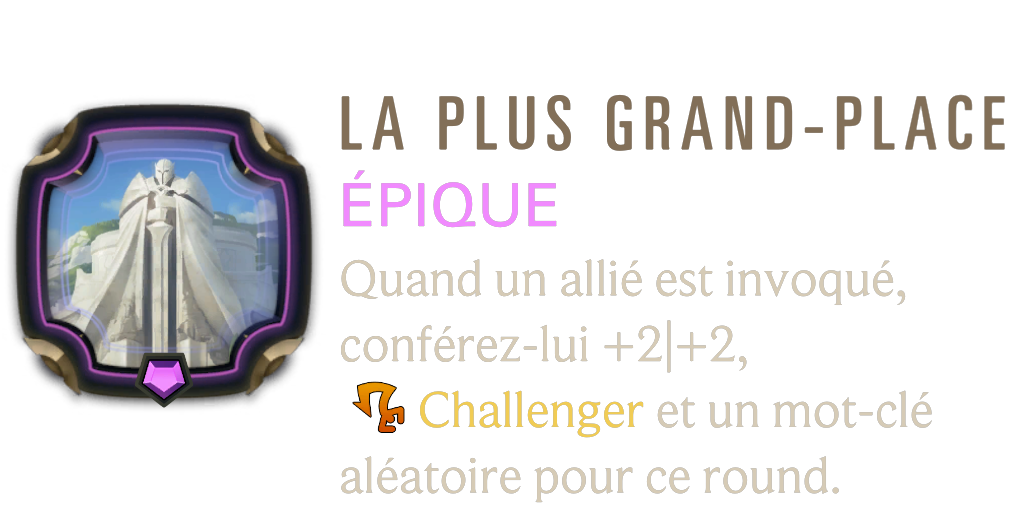 LA PLUS GRAND-PLACE
ÉPIQUE
Quand un allié est invoqué,
conférez-lui +2|+2,
Challenger et un mot-clé
aléatoire pour ce round.